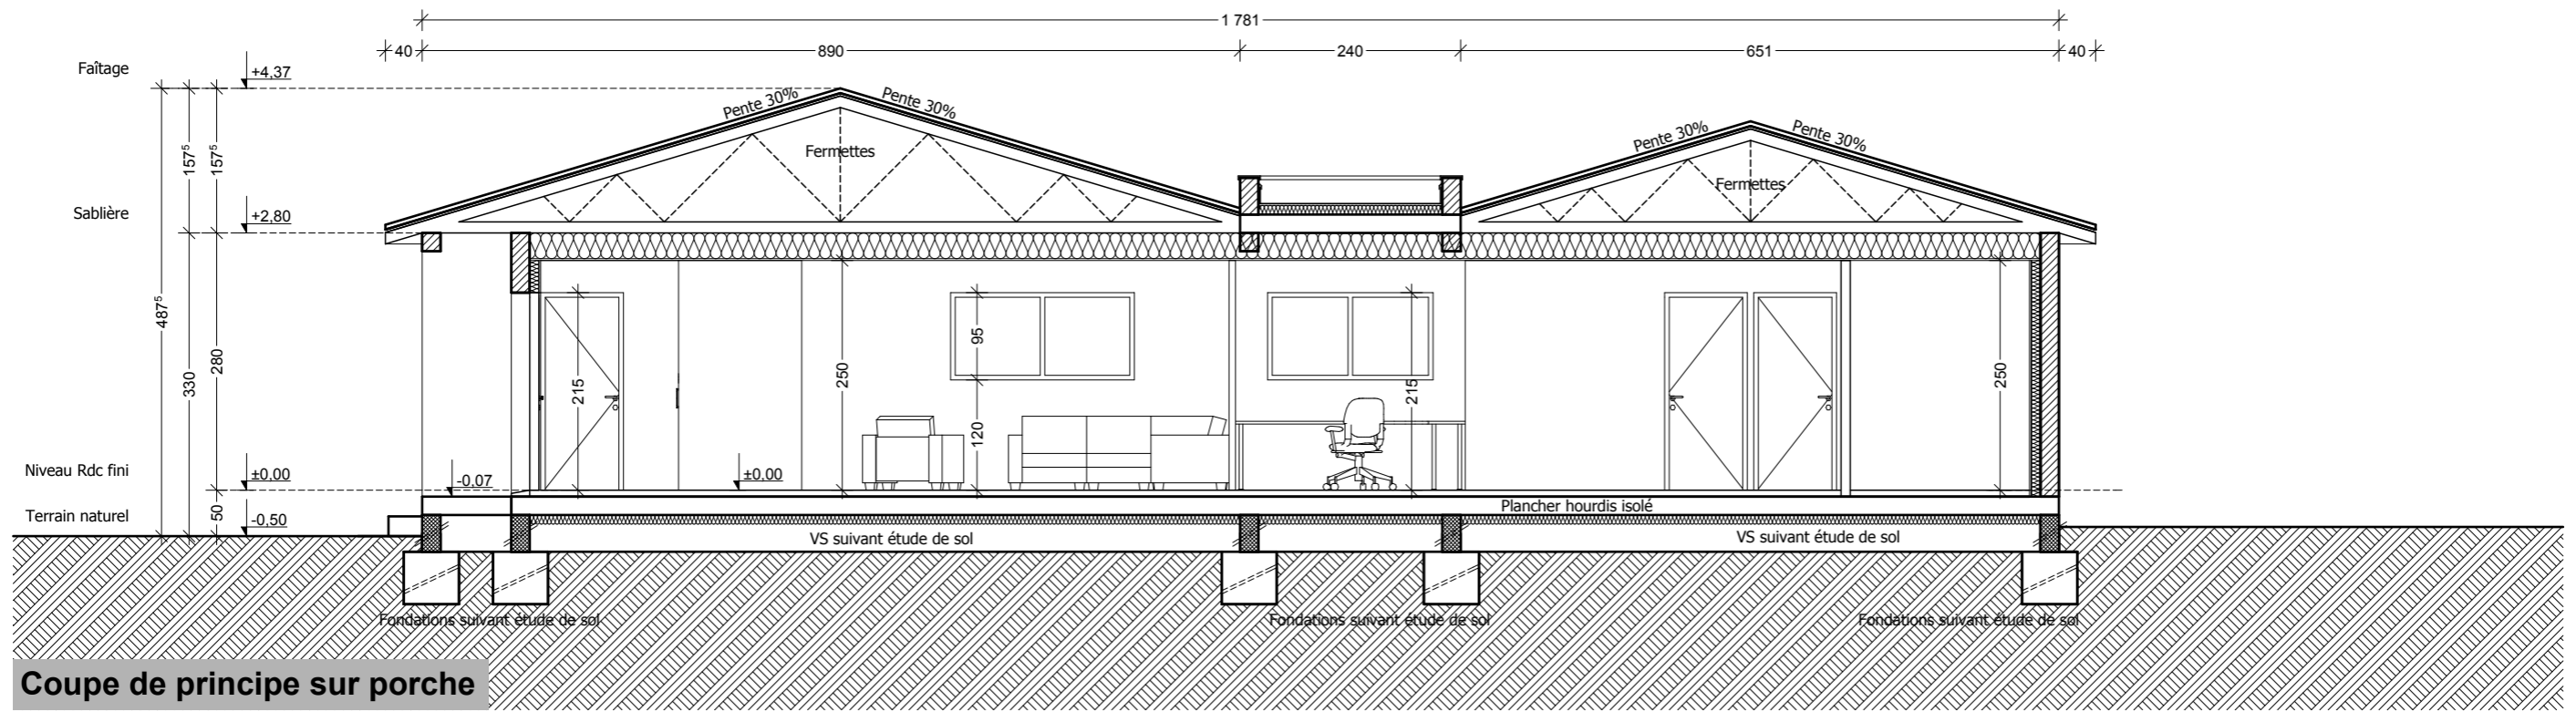 1 781
40 890 240 651 40
Faîtage +4,37
Pente 30% Pente 30% Pente 30% Pente 30%
157⁵ 157⁵ Fermettes Fermettes
Sablière +2,80
487⁵ 330 280 215 250 95 120 215 250
Niveau Rdc fini ±0,00 -0.07 ±0,00
Terrain naturel -0,50 50
Plancher hourdis isolé
VS suivant étude de sol VS suivant étude de sol
Fondations suivant étude de sol Fondations suivant étude de sol Fondations suivant étude de sol
Coupe de principe sur porche